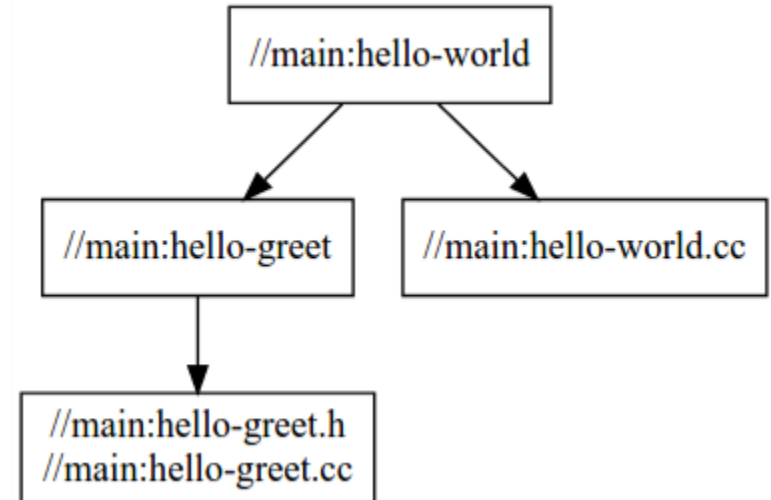 //main:hello-world
//main:hello-greet
//main:hello-world.cc
//main:hello-greet.h
//main:hello-greet.cc